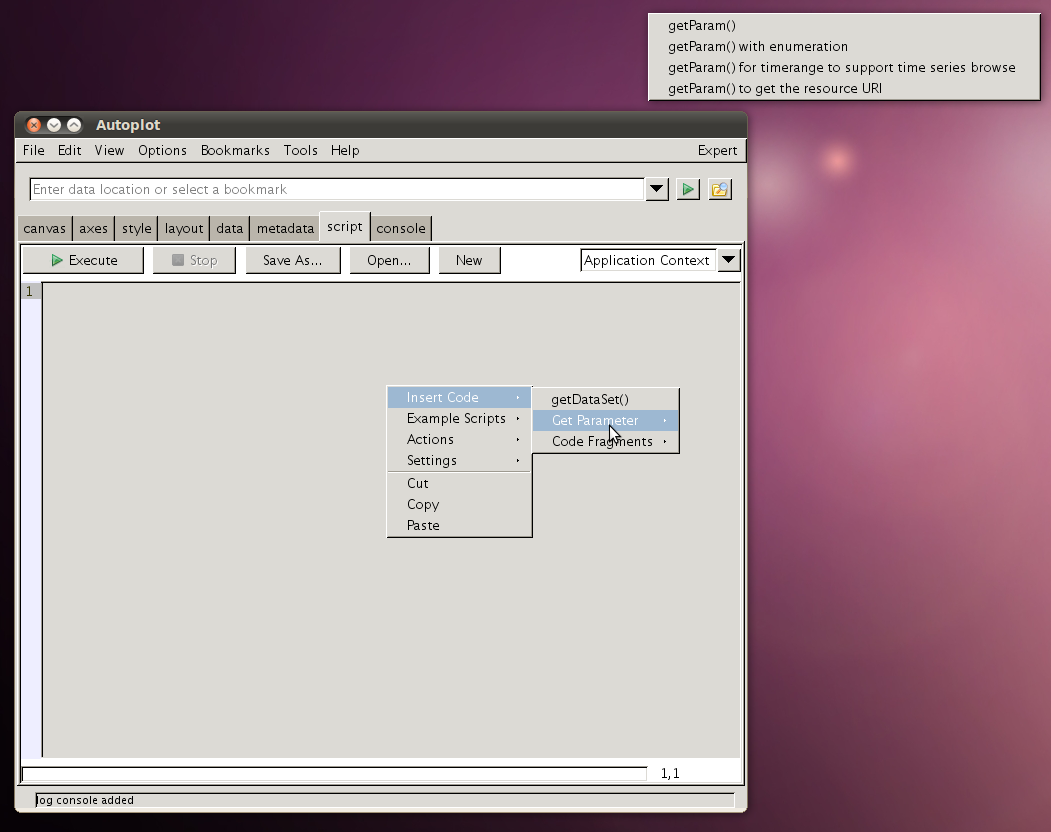 getParam()
getParam() with enumeration
getParam() for timerange to support time series browse
getParam() to get the resource URI
Autoplot
File Edit View Options Bookmarks Tools Help Expert
Enter data location or select a bookmark
canvas axes style layout data metadata script console
Execute Stop Save As... Open... New Application Context
1
Insert Code
getDataSet()
Example Scripts
Get Parameter
Actions
Code Fragments
Settings
Cut
Copy
Paste
1,1
log console added